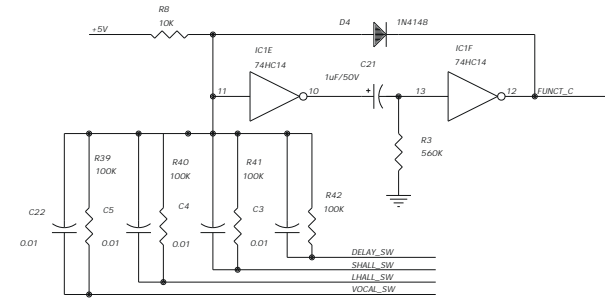 R8
10K
+5V
D4
1N4148
IC1E
74HC14
11
10
C21
1uF/50V
+
13
IC1F
74HC14
12
FUNCT_C
R3
560K
R39
100K
R40
100K
R41
100K
R42
100K
C22
0.01
C5
0.01
C4
0.01
C3
0.01
DELAY_SW
SHALL_SW
LHALL_SW
VOCAL_SW